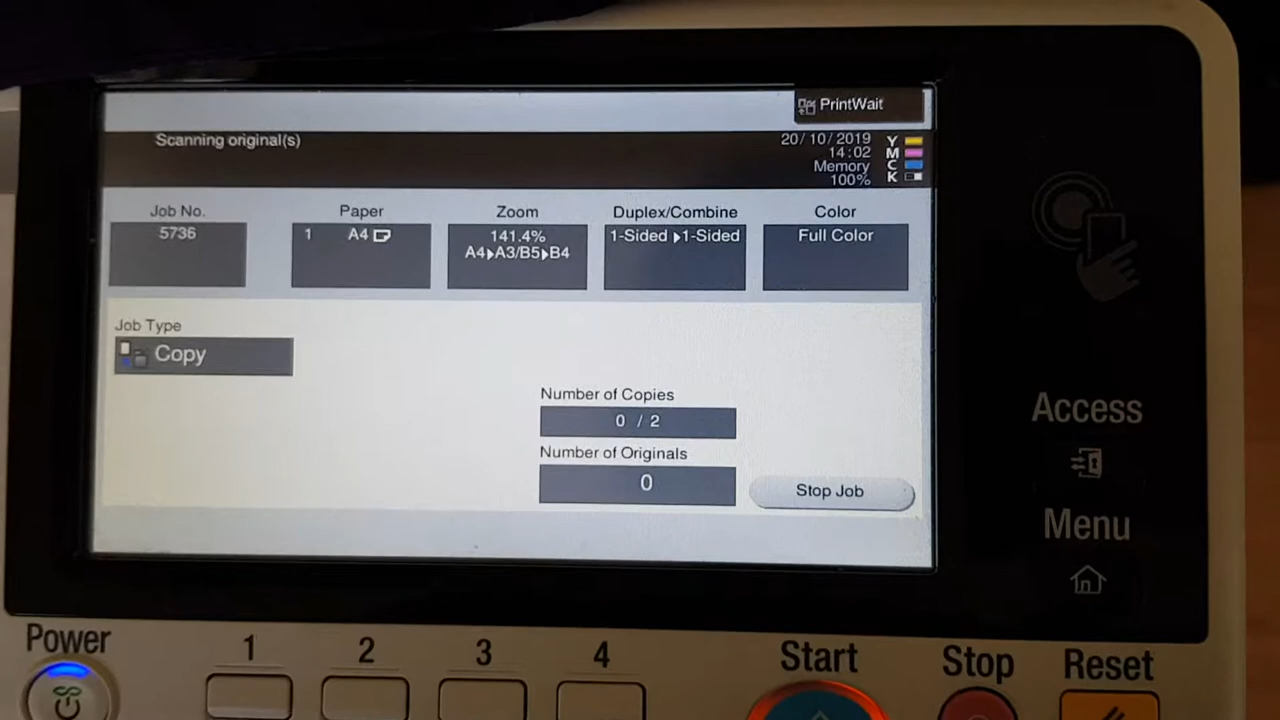 PrintWait
Scanning original(s)
20/10/2019
14:02
Memory
100%
Y
M
C
K
Job No.
Paper
Zoom
Duplex/Combine
Color
5736
1 A4
141.4%
A4▶A3/B5▶B4
1-Sided ▶1-Sided
Full Color
Job Type
Copy
Number of Copies
0 / 2
Number of Originals
0
Stop Job
Access
Menu
Power
1
2
3
4
Start
Stop
Reset